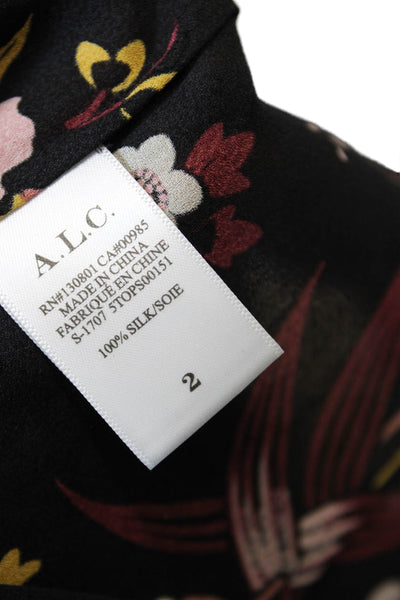 A.L.C.
RN#130801 CA#00985
MADE IN CHINA
FABRIQUÉ EN CHINE
S-1707 5TOPS00151
100% SILK/SOIE
2